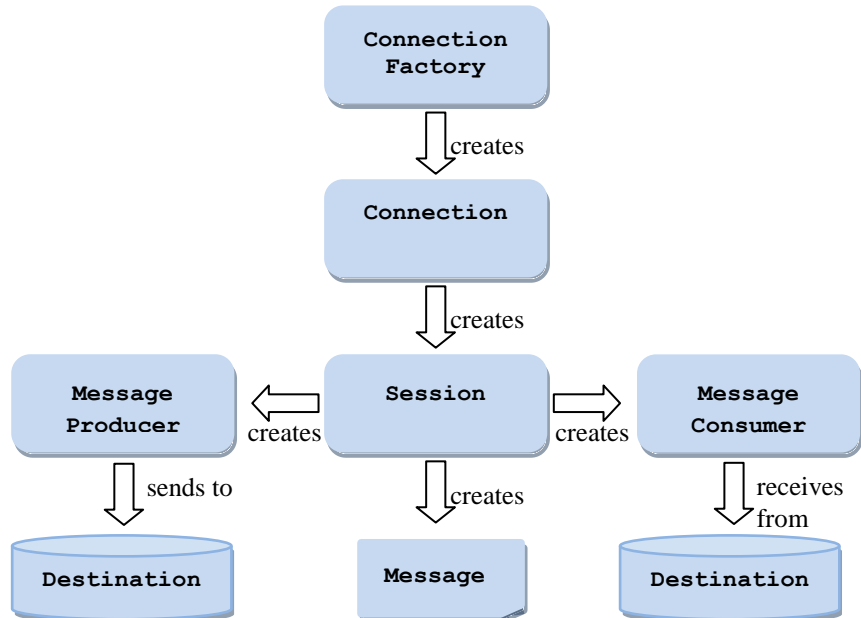 Connection
Factory
creates
Connection
creates
Message
Producer
creates
Session
creates
Message
Consumer
sends to
creates
receives
from
Destination
Message
Destination